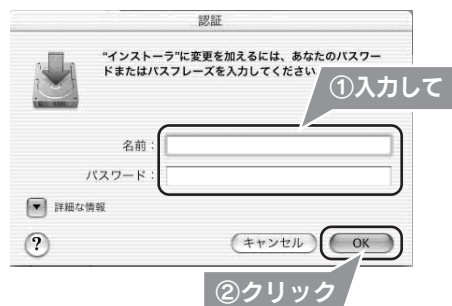 認証
"インストーラ"に変更を加えるには、あなたのパスワー
ドまたはパスフレーズを入力してください
①入力して
名前：
パスワード：
詳細な情報
?
キャンセル
OK
②クリック